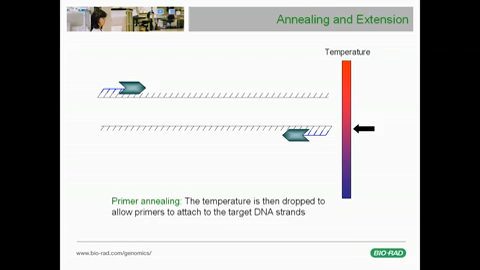 Annealing and Extension
Temperature
Primer annealing: The temperature is then dropped to
allow primers to attach to the target DNA strands
www.bio-rad.com/genomics/
BIO-RAD